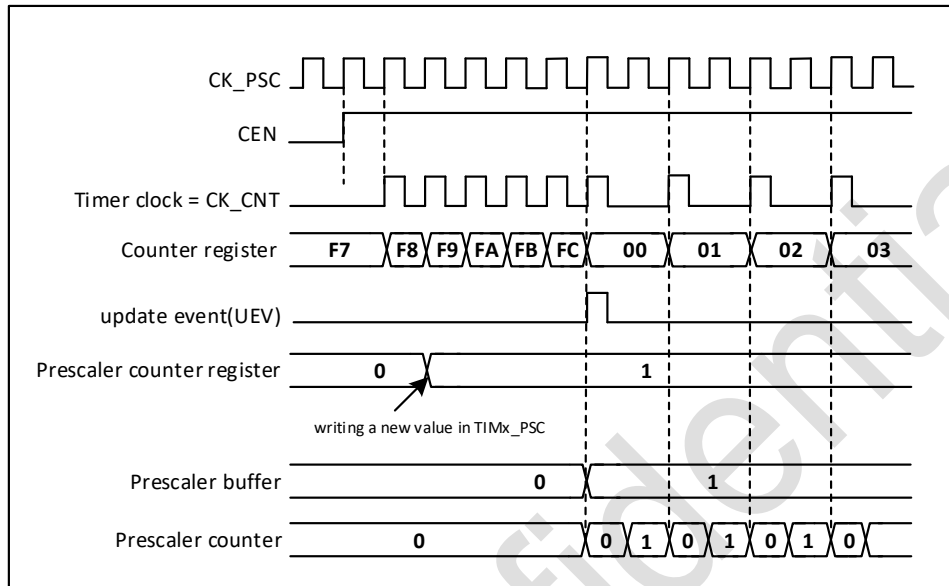 CK_PSC
CEN
Timer clock = CK_CNT
Counter register F7 F8 F9 FA FB FC 00 01 02 03
update event(UEV)
Prescaler counter register 0 1
writing a new value in TIMx_PSC
Prescaler buffer 0 1
Prescaler counter 0 0 1 0 1 0 1 0